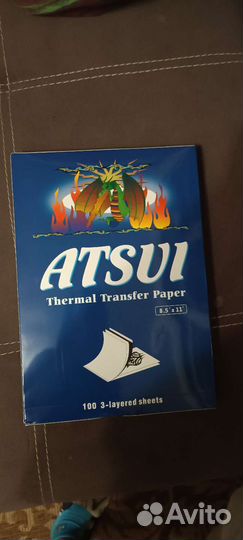 ATSUI
Thermal Transfer Paper
8.5" x 11"
100 3-layered sheets
Avito